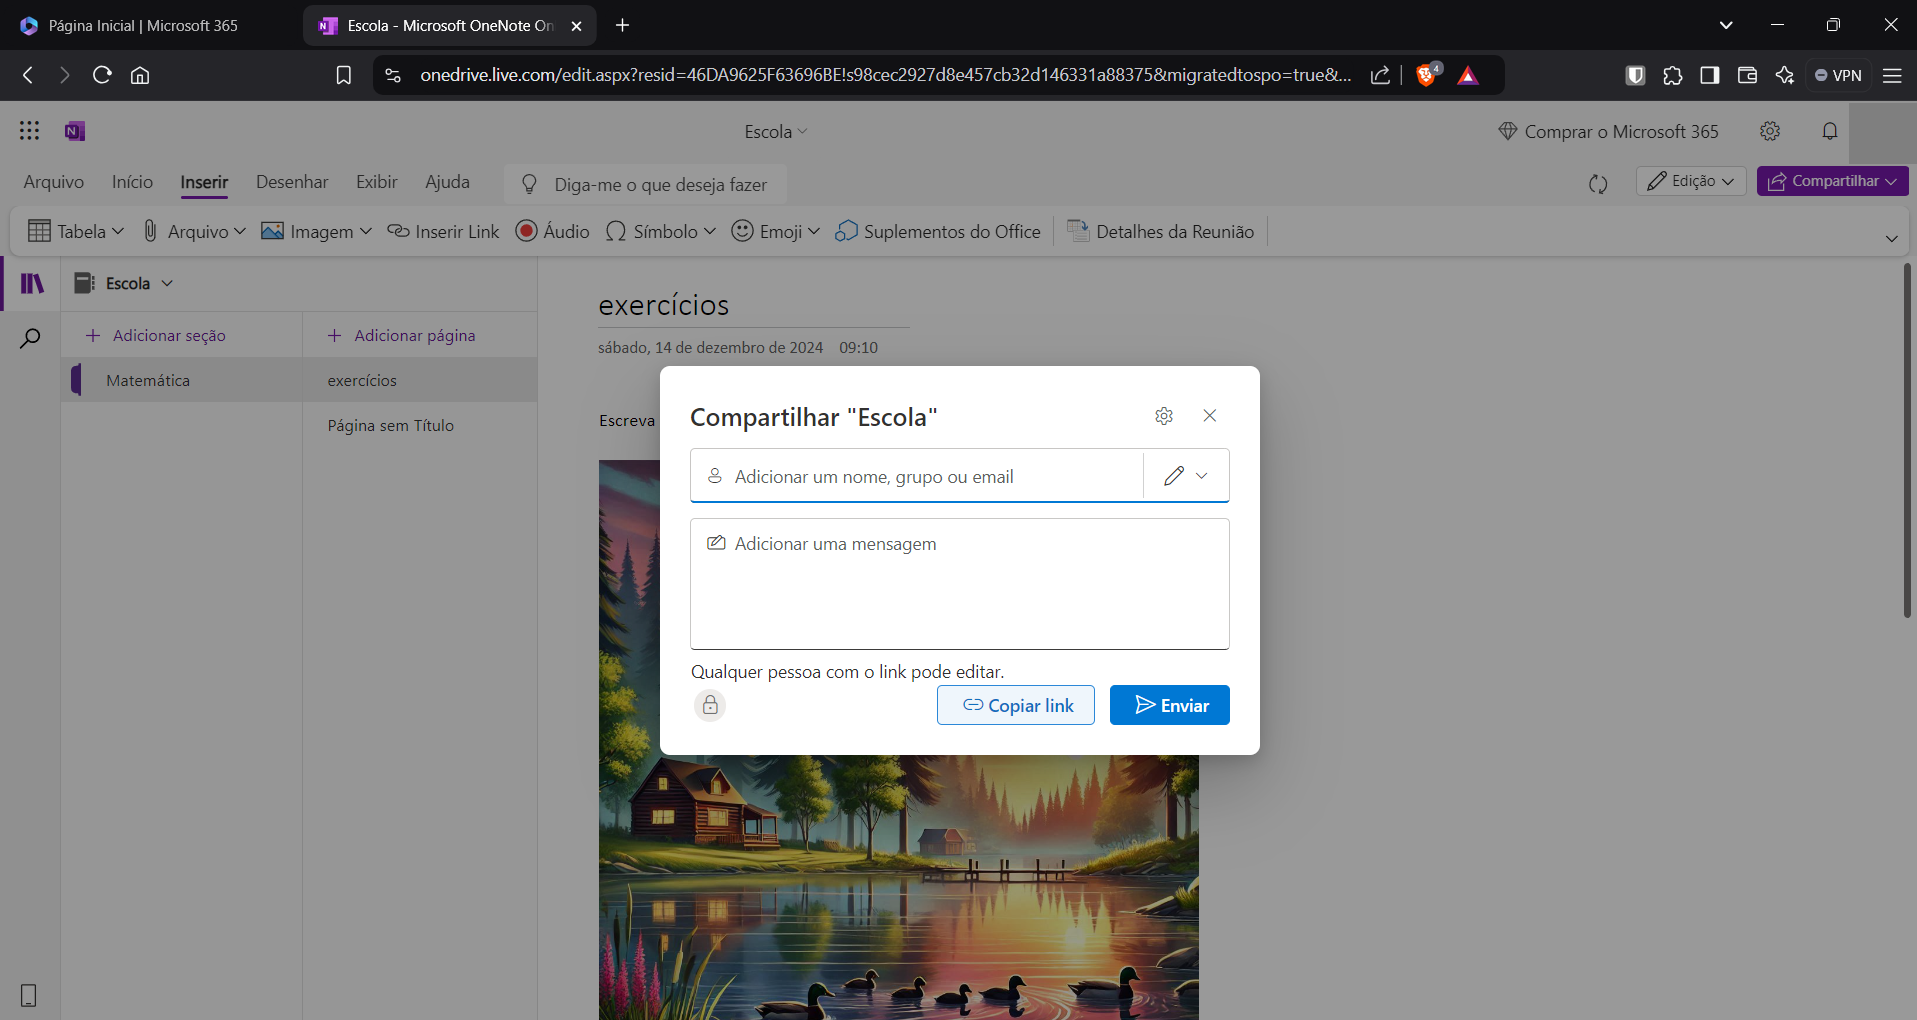 Página Inicial | Microsoft 365
Escola - Microsoft OneNote On
onedrive.live.com/edit.aspx?resid=46DA9625F63696BE!s98cec2927d8e457cb32d146331a88375&migratedtospo=true&...
4
VPN
Escola
Comprar o Microsoft 365
Arquivo Início Inserir Desenhar Exibir Ajuda
Diga-me o que deseja fazer
Edição
Compartilhar
Tabela Arquivo Imagem Inserir Link Áudio Símbolo Emoji Suplementos do Office Detalhes da Reunião
Escola
Adicionar seção
Adicionar página
Matemática
exercícios
Página sem Título
exercícios
sábado, 14 de dezembro de 2024 09:10
Escreva
Compartilhar "Escola"
Adicionar um nome, grupo ou email
Adicionar uma mensagem
Qualquer pessoa com o link pode editar.
Copiar link
Enviar